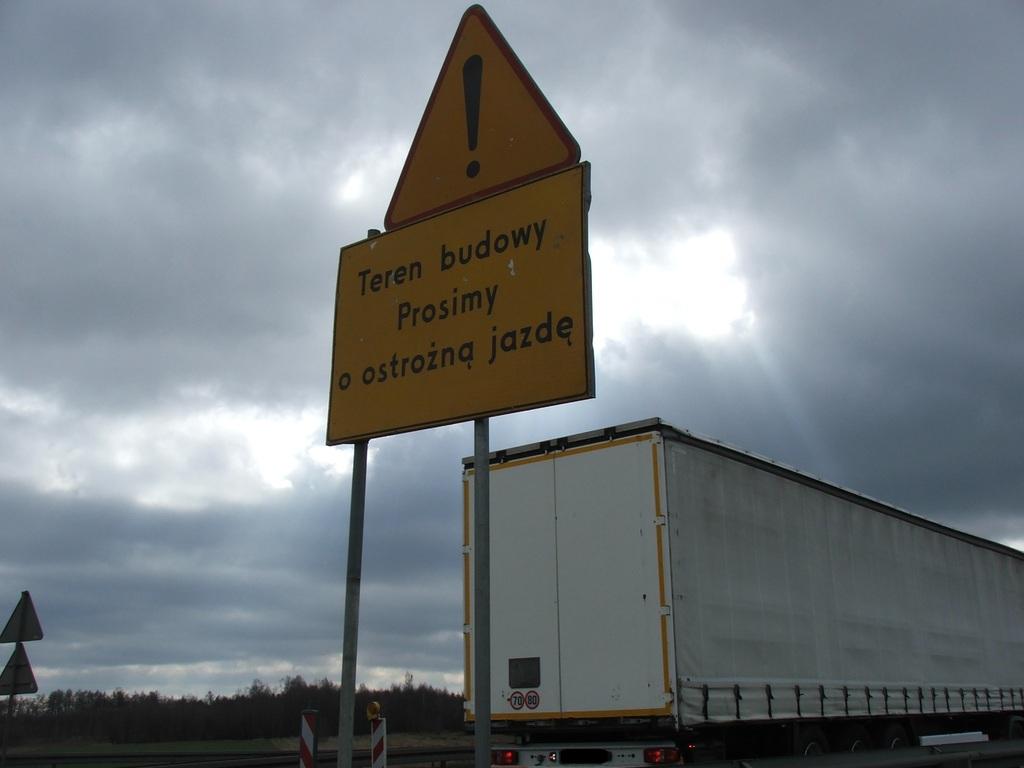 !
Teren budowy
Prosimy
o ostrożną jazdę
70 80